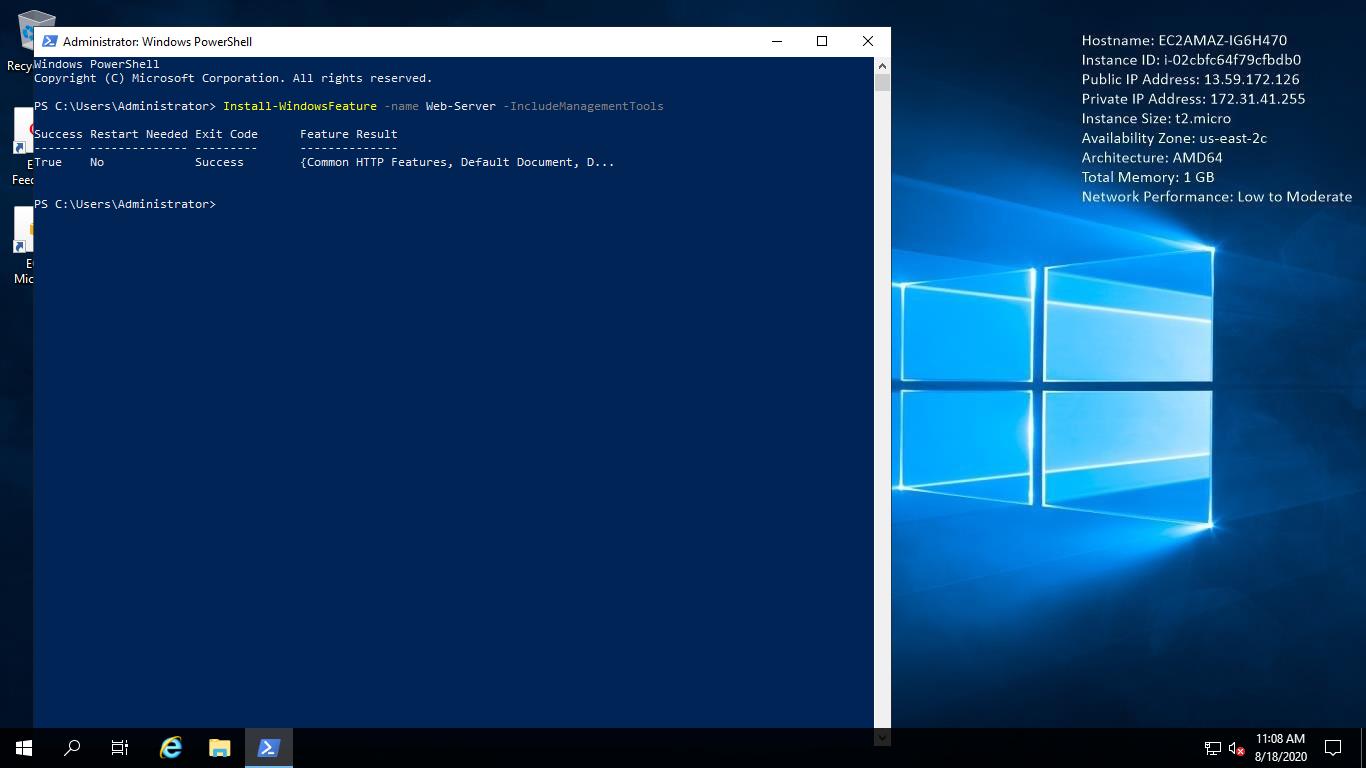 Administrator: Windows PowerShell
Windows PowerShell
Copyright (C) Microsoft Corporation. All rights reserved.
PS C:\Users\Administrator> Install-WindowsFeature -name Web-Server -IncludeManagementTools
Success Restart Needed Exit Code      Feature Result
------- -------------- ---------      --------------
True    No             Success        {Common HTTP Features, Default Document, D...
PS C:\Users\Administrator>
Recy
E
Feed
E
Mic
Hostname: EC2AMAZ-IG6H470
Instance ID: i-02cbfc64f79cfbdb0
Public IP Address: 13.59.172.126
Private IP Address: 172.31.41.255
Instance Size: t2.micro
Availability Zone: us-east-2c
Architecture: AMD64
Total Memory: 1 GB
Network Performance: Low to Moderate
11:08 AM
8/18/2020